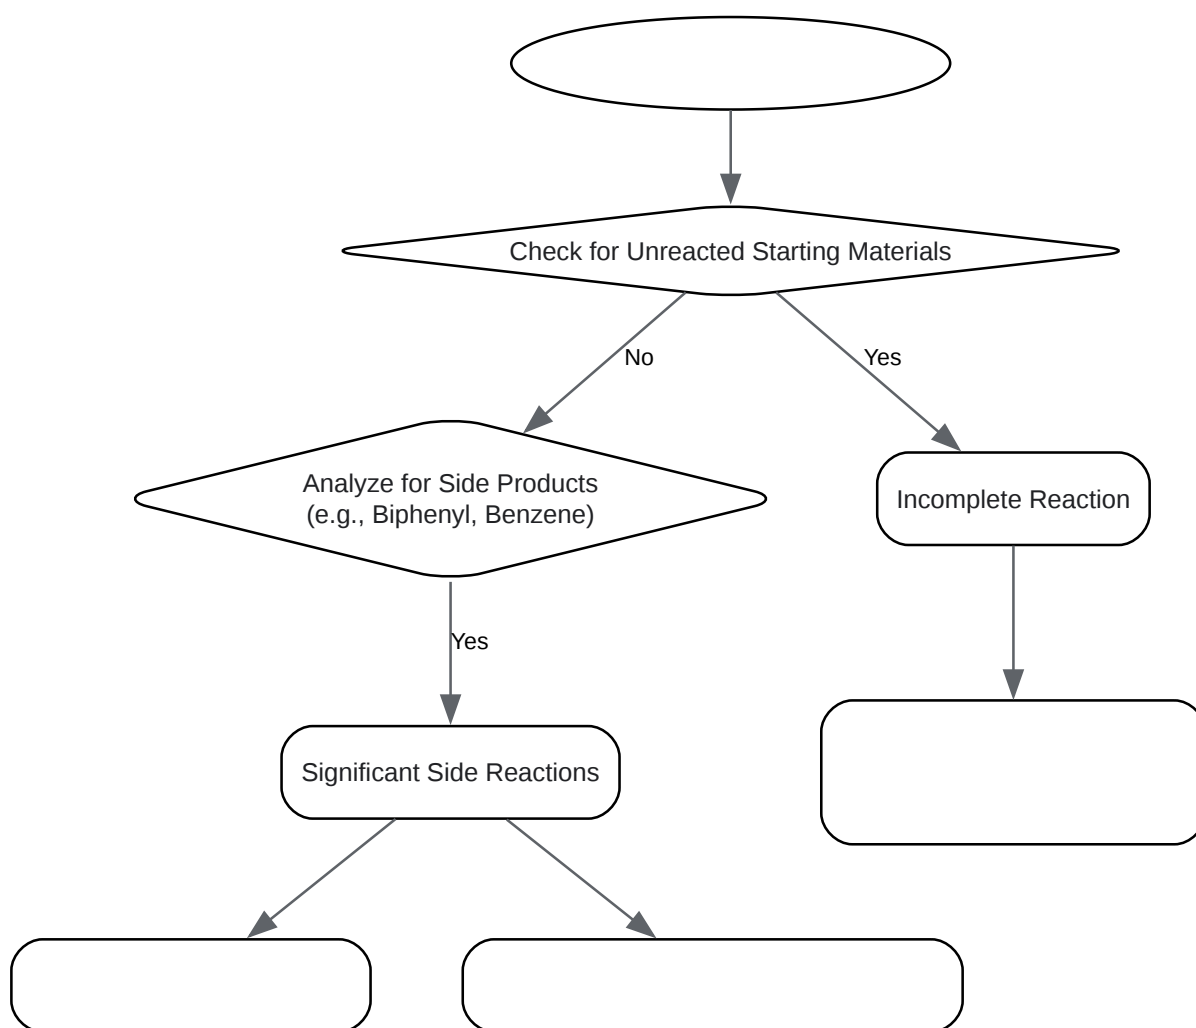 Check for Unreacted Starting Materials
No
Yes
Analyze for Side Products
(e.g., Biphenyl, Benzene)
Incomplete Reaction
Yes
Significant Side Reactions